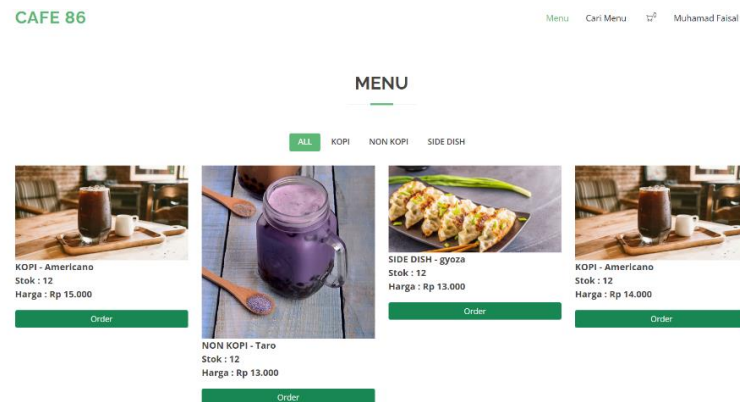 CAFE 86
Menu Cari Menu 0 Muhamad Faisal
MENU
ALL KOPI NON KOPI SIDE DISH
KOPI - Americano
Stok : 12
Harga : Rp 15.000
Order
NON KOPI - Taro
Stok : 12
Harga : Rp 13.000
Order
SIDE DISH - gyoza
Stok : 12
Harga : Rp 13.000
Order
KOPI - Americano
Stok : 12
Harga : Rp 14.000
Order